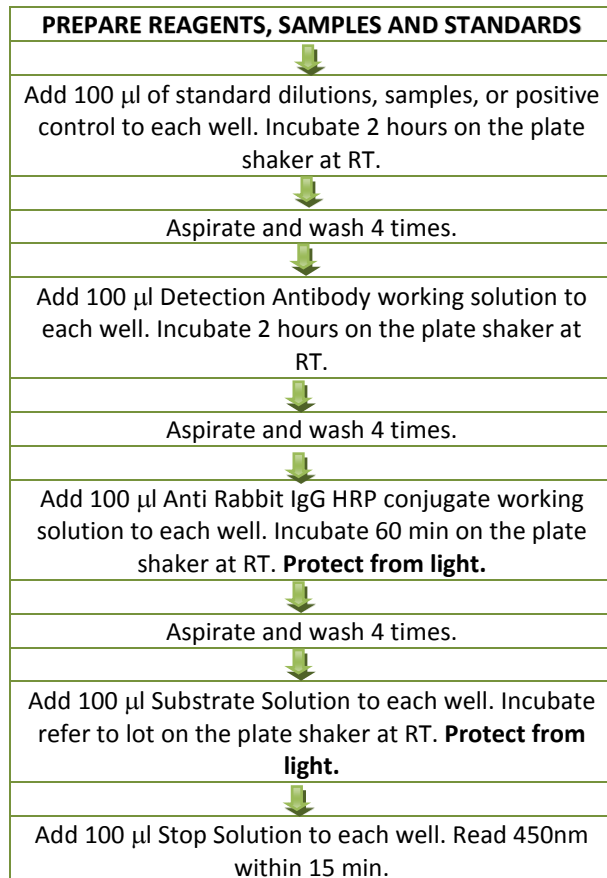 PREPARE REAGENTS, SAMPLES AND STANDARDS
Add 100 μl of standard dilutions, samples, or positive
control to each well. Incubate 2 hours on the plate
shaker at RT.
Aspirate and wash 4 times.
Add 100 μl Detection Antibody working solution to
each well. Incubate 2 hours on the plate shaker at
RT.
Aspirate and wash 4 times.
Add 100 μl Anti Rabbit IgG HRP conjugate working
solution to each well. Incubate 60 min on the plate
shaker at RT. Protect from light.
Aspirate and wash 4 times.
Add 100 μl Substrate Solution to each well. Incubate
refer to lot on the plate shaker at RT. Protect from
light.
Add 100 μl Stop Solution to each well. Read 450nm
within 15 min.